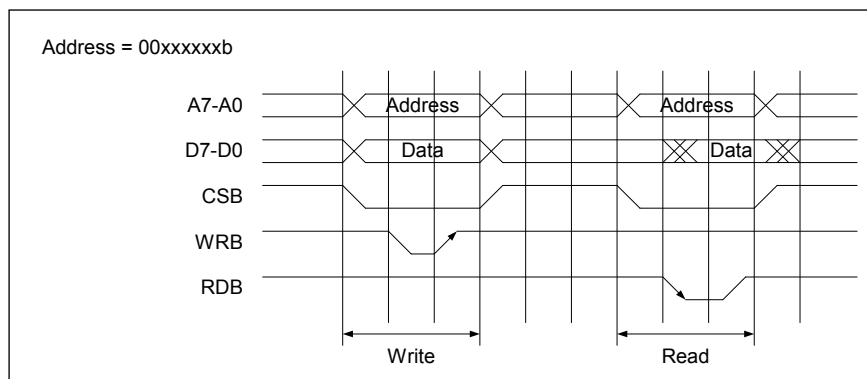 Address = 00xxxxxxb
A7-A0 Address Address
D7-D0 Data Data
CSB
WRB
RDB
Write Read